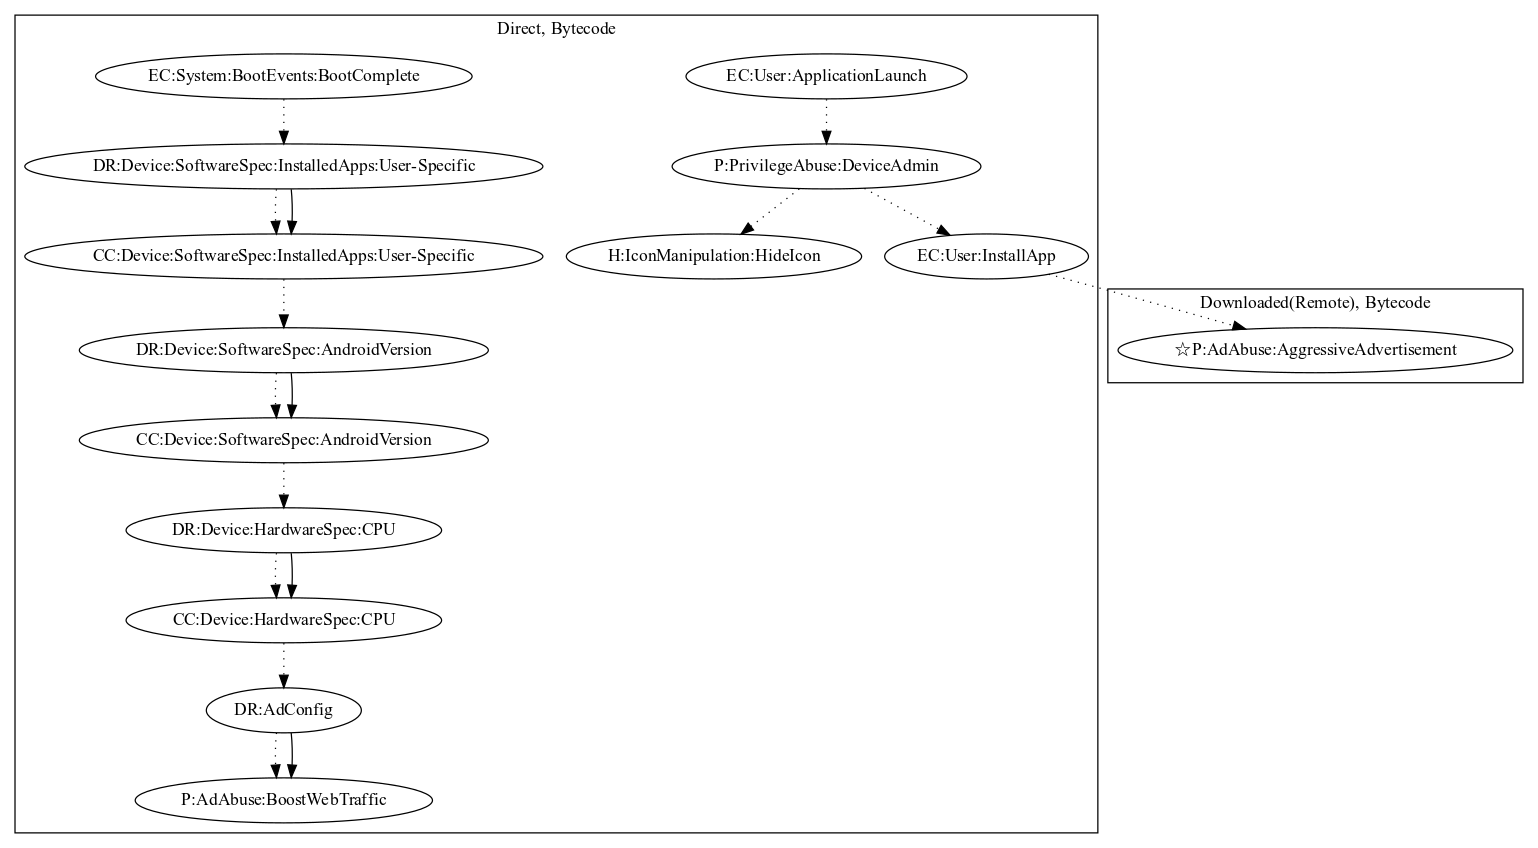 Direct, Bytecode
EC:System:BootEvents:BootComplete
EC:User:ApplicationLaunch
DR:Device:SoftwareSpec:InstalledApps:User-Specific
P:PrivilegeAbuse:DeviceAdmin
CC:Device:SoftwareSpec:InstalledApps:User-Specific
H:IconManipulation:HideIcon
EC:User:InstallApp
Downloaded(Remote), Bytecode
DR:Device:SoftwareSpec:AndroidVersion
☆P:AdAbuse:AggressiveAdvertisement
CC:Device:SoftwareSpec:AndroidVersion
DR:Device:HardwareSpec:CPU
CC:Device:HardwareSpec:CPU
DR:AdConfig
P:AdAbuse:BoostWebTraffic